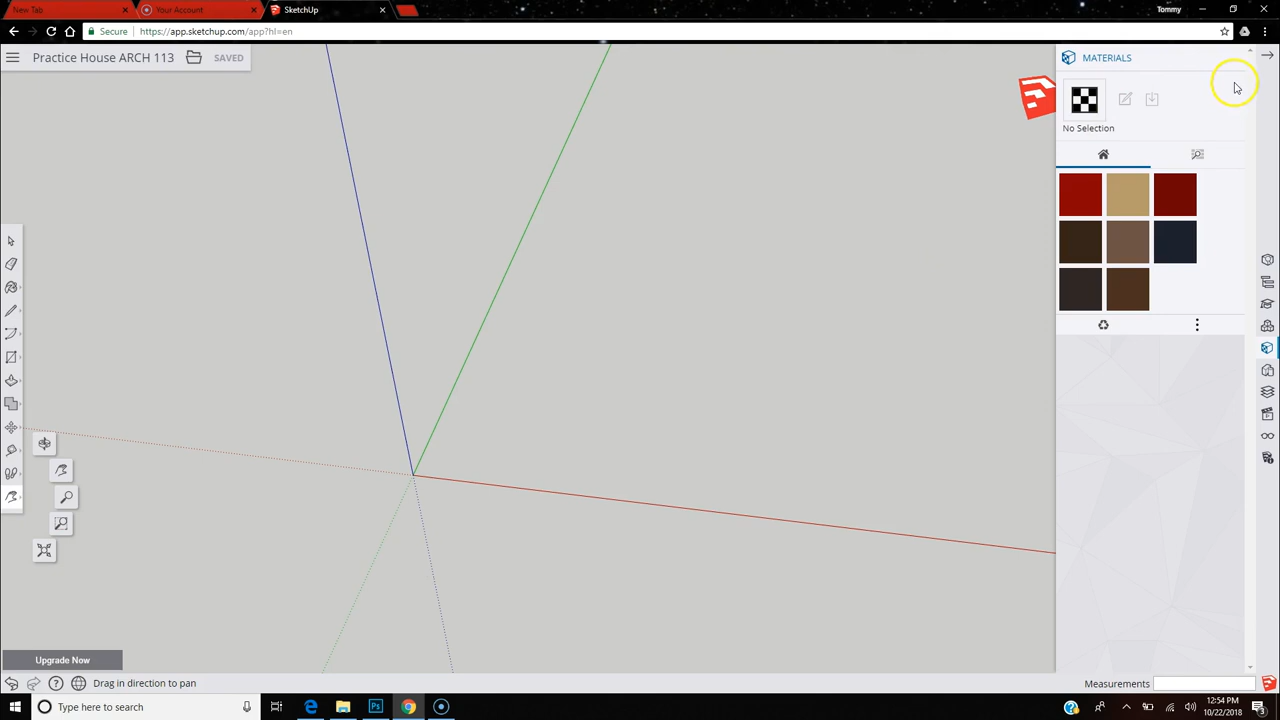 New Tab
Your Account
SketchUp
Tommy
Secure
https://app.sketchup.com/app?hl=en
Practice House ARCH 113
SAVED
MATERIALS
No Selection
Upgrade Now
Drag in direction to pan
Measurements
Type here to search
Ps
12:54 PM
10/22/2018
3